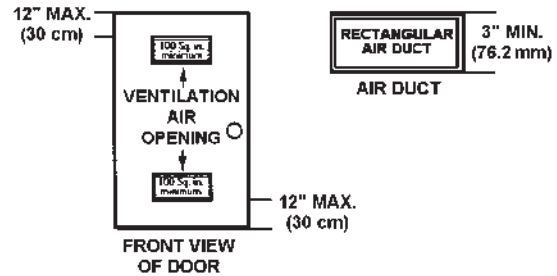 12" MAX.
(30 cm)
100 Sq. in.
minimum
VENTILATION
AIR
OPENING
100 Sq. in.
minimum
12" MAX.
(30 cm)
FRONT VIEW
OF DOOR
RECTANGULAR
AIR DUCT
3" MIN.
(76.2 mm)
AIR DUCT